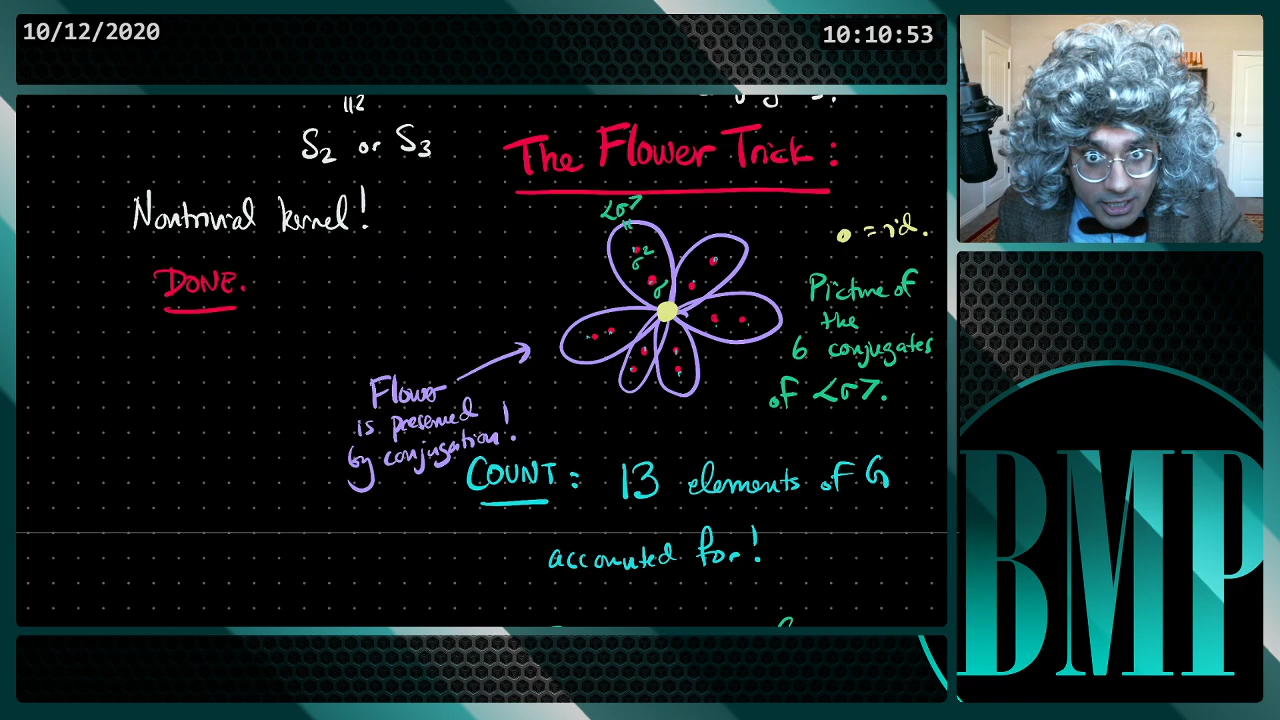 10/12/2020
10:10:53
S₂ or S₃
The Flower Trick:
Nontrivial kernel!
DONE.
<σ>
σ²
σ
= id.
Picture of
the
6 conjugates
of <σ>.
Flower
is preserved
by conjugation!
COUNT: 13 elements of G
accounted for!
BMP